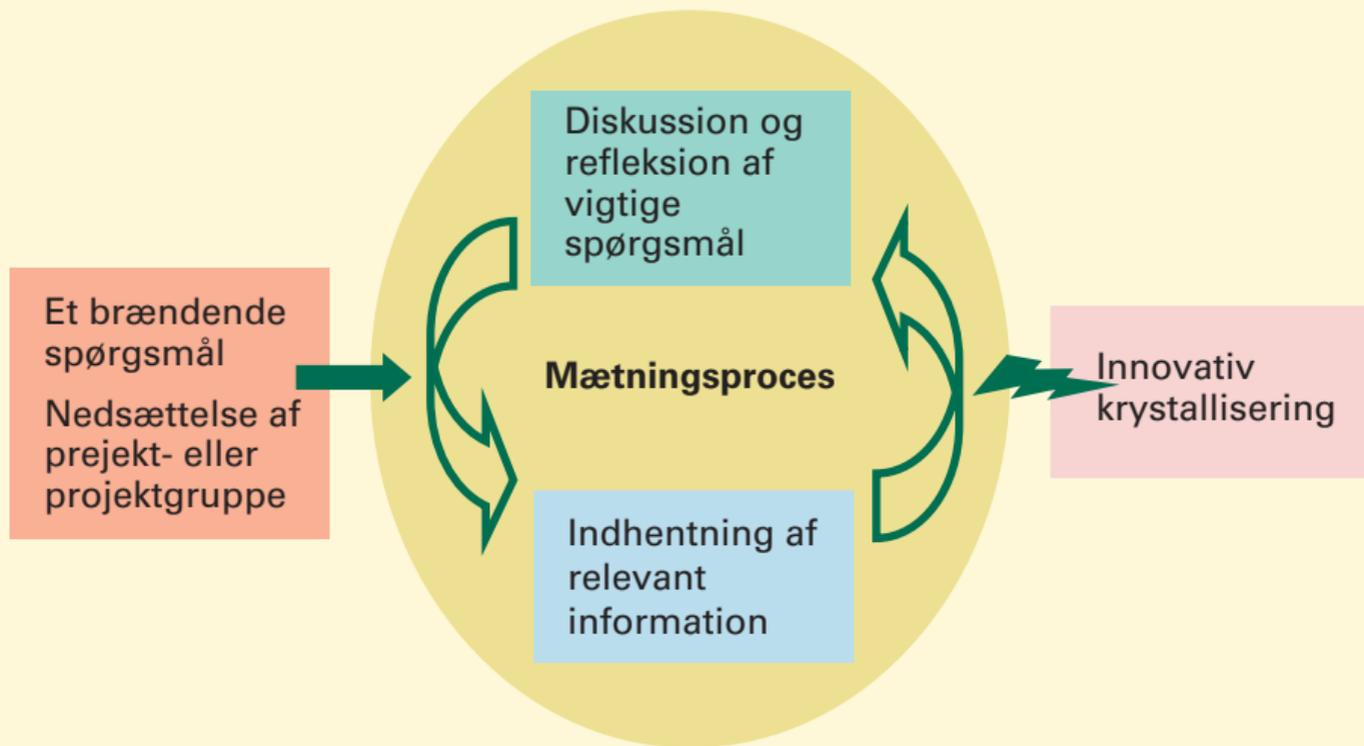 Et brændende
spørgsmål
Nedsættelse af
prejekt- eller
projektgruppe
Diskussion og
refleksion af
vigtige
spørgsmål
Mætningsproces
Indhentning af
relevant
information
Innovativ
krystallisering